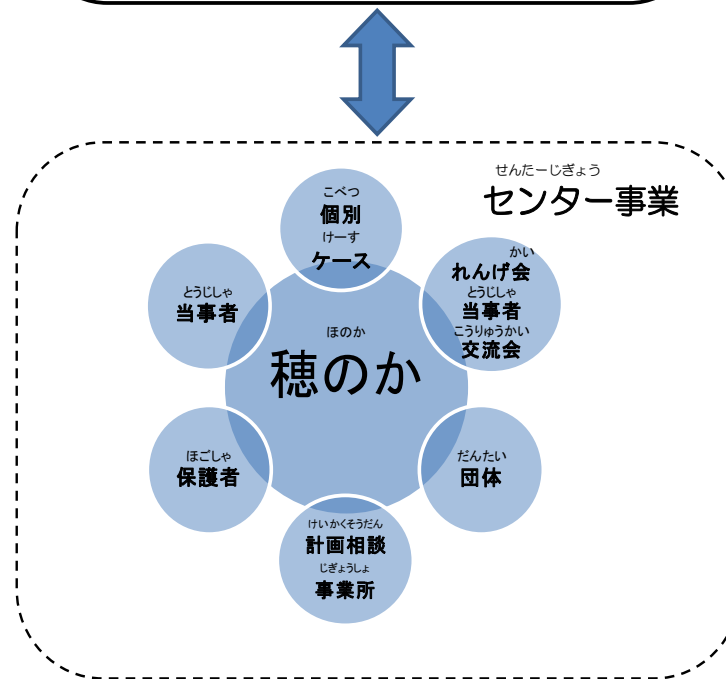 せんたーじぎょう
センター事業
こべつ
個別
けーす
ケース
かい
れんげ会
とうじしゃ
当事者
こうりゅうかい
交流会
とうじしゃ
当事者
ほのか
穂のか
ほごしゃ
保護者
だんたい
団体
けいかくそうだん
計画相談
じぎょうしょ
事業所